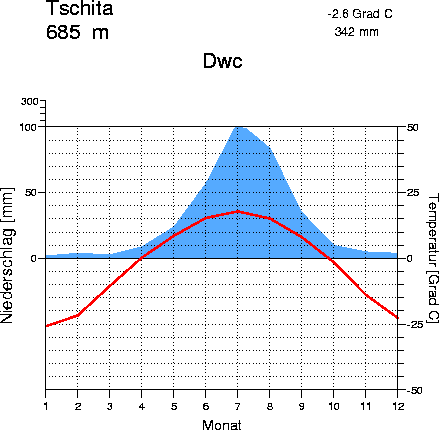 Tschita
685 m
-2.6 Grad C
342 mm
Dwc
300
100
50
0
Niederschlag [mm]
50
25
0
-25
-50
Temperatur [Grad C]
1 2 3 4 5 6 7 8 9 10 11 12
Monat